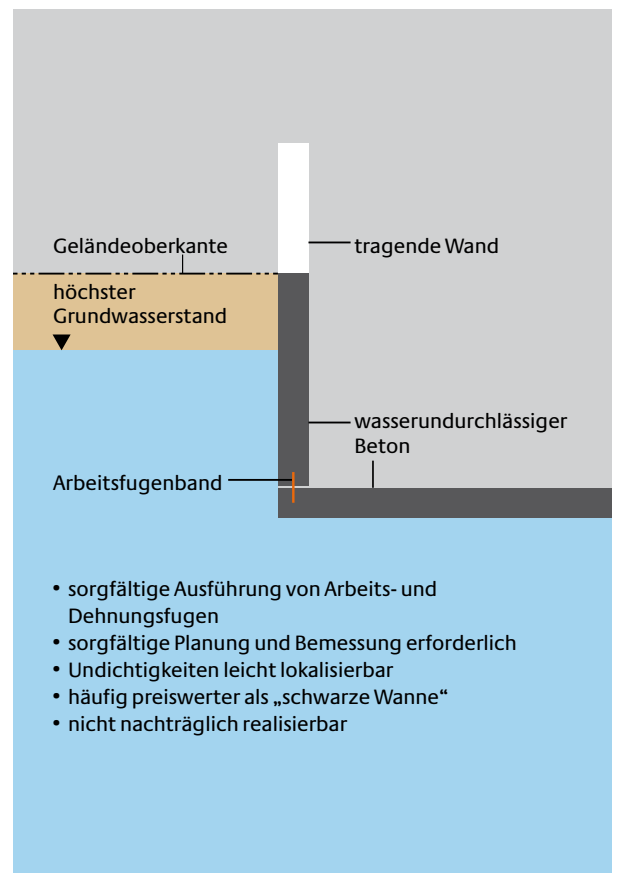 Geländeoberkante
tragende Wand
höchster
Grundwasserstand
wasserundurchlässiger
Beton
Arbeitsfugenband
• sorgfältige Ausführung von Arbeits- und
Dehnungsfugen
• sorgfältige Planung und Bemessung erforderlich
• Undichtigkeiten leicht lokalisierbar
• häufig preiswerter als „schwarze Wanne“
• nicht nachträglich realisierbar